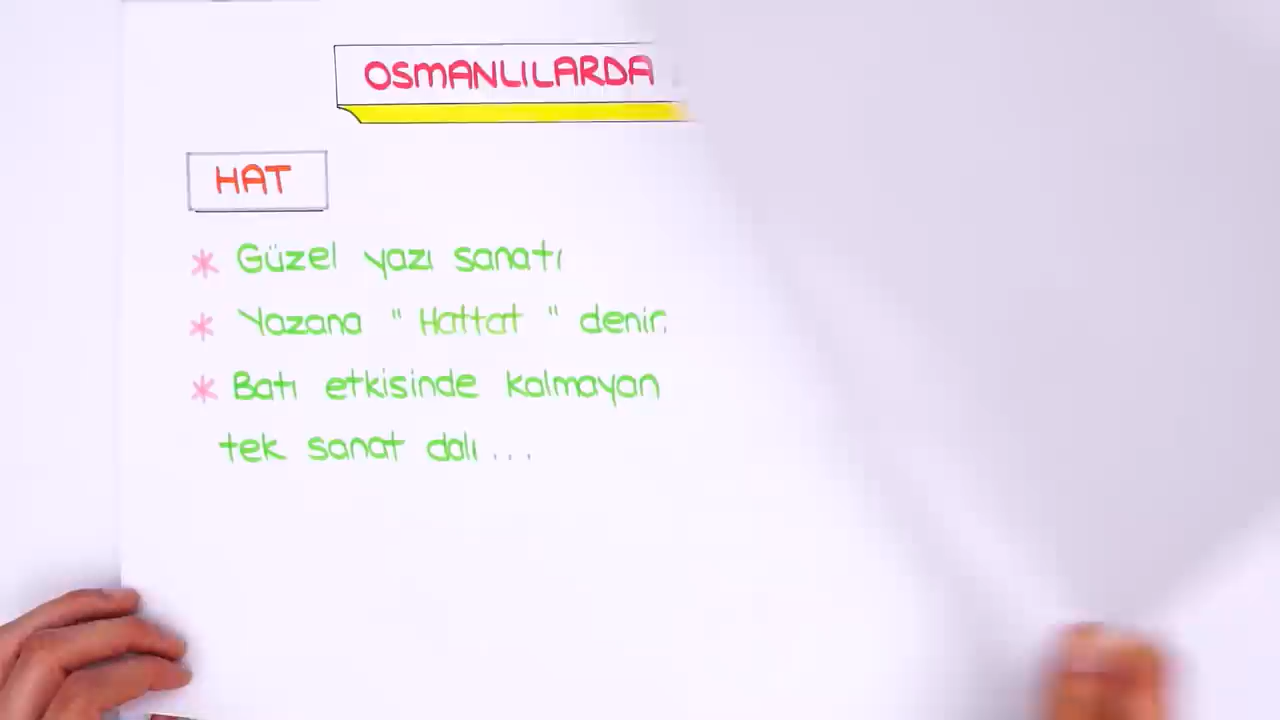 OSMANLILARDA
HAT
* Güzel yazı sanatı
* Yazana " Hattat " denir.
* Batı etkisinde kalmayan
tek sanat dalı...